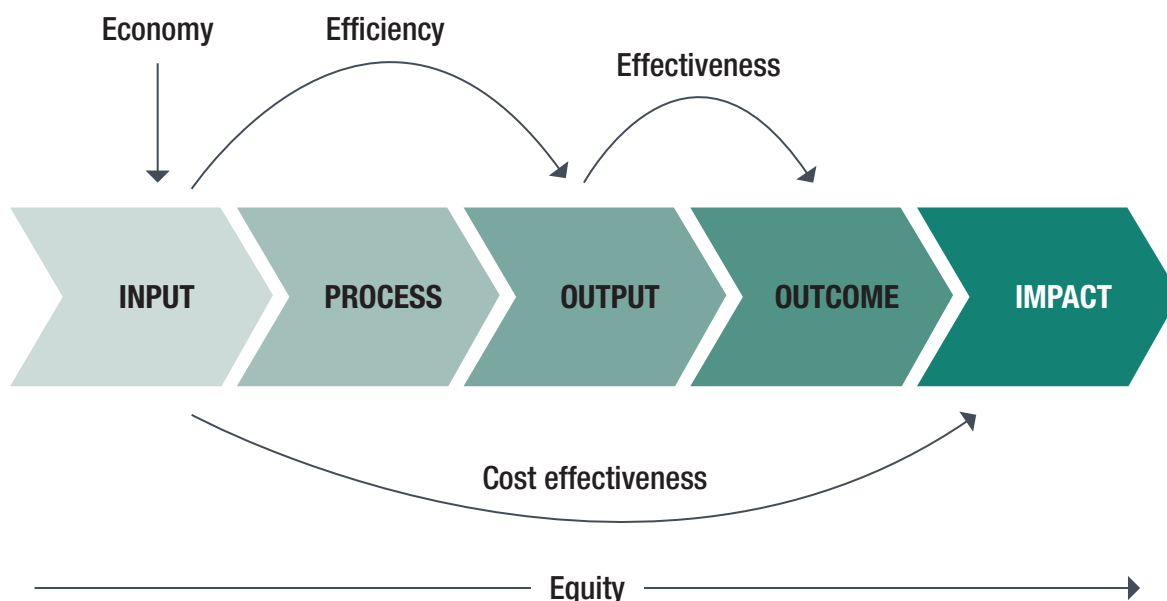 Economy
Efficiency
Effectiveness
INPUT
PROCESS
OUTPUT
OUTCOME
IMPACT
Cost effectiveness
Equity